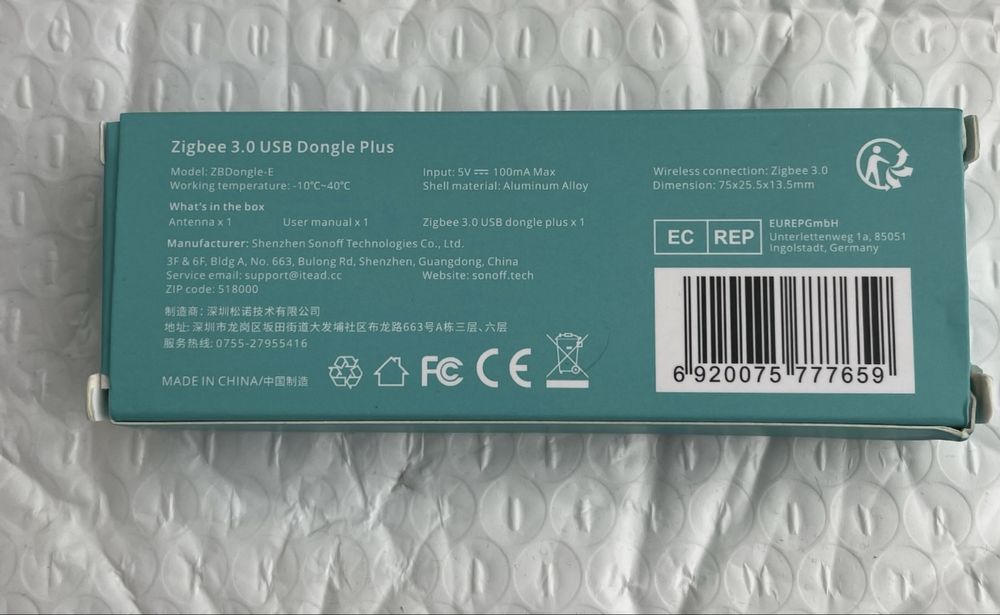 Zigbee 3.0 USB Dongle Plus
Model: ZBDongle-E
Working temperature: -10℃~40℃
Input: 5V⎓100mA Max
Shell material: Aluminum Alloy
Wireless connection: Zigbee 3.0
Dimension: 75x25.5x13.5mm
What's in the box
Antenna x 1 User manual x 1 Zigbee 3.0 USB dongle plus x 1
Manufacturer: Shenzhen Sonoff Technologies Co., Ltd.
3F & 6F, Bldg A, No. 663, Bulong Rd, Shenzhen, Guangdong, China
Service email: support@itead.cc Website: sonoff.tech
ZIP code: 518000
制造商: 深圳松诺技术有限公司
地址: 深圳市龙岗区坂田街道大发埔社区布龙路663号A栋三层、六层
服务热线: 0755-27955416
MADE IN CHINA/中国制造
FC CE
EC REP
EUREPGmbH
Unterlettenweg 1a, 85051
Ingolstadt, Germany
6 920075 777659